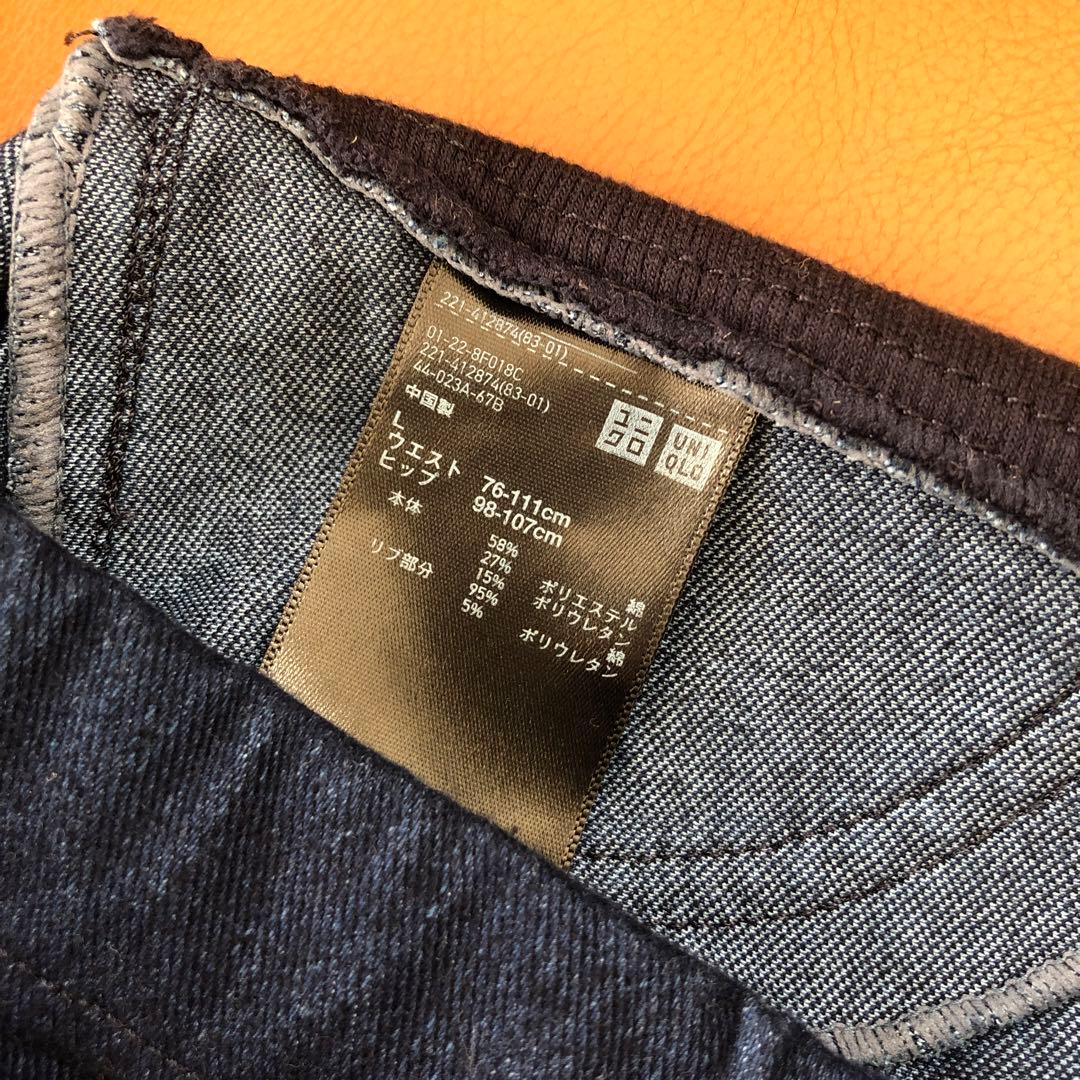 221-412874(83-01)
01-22-8F018C
221-412874(83-01)
44-023A-67B
中国製
ユニ
クロ
UNI
QLO
L
ウエスト 76-111cm
ヒップ 98-107cm
本体 58% 綿
27% ポリエステル
15% ポリウレタン
リブ部分 95% 綿
5% ポリウレタン